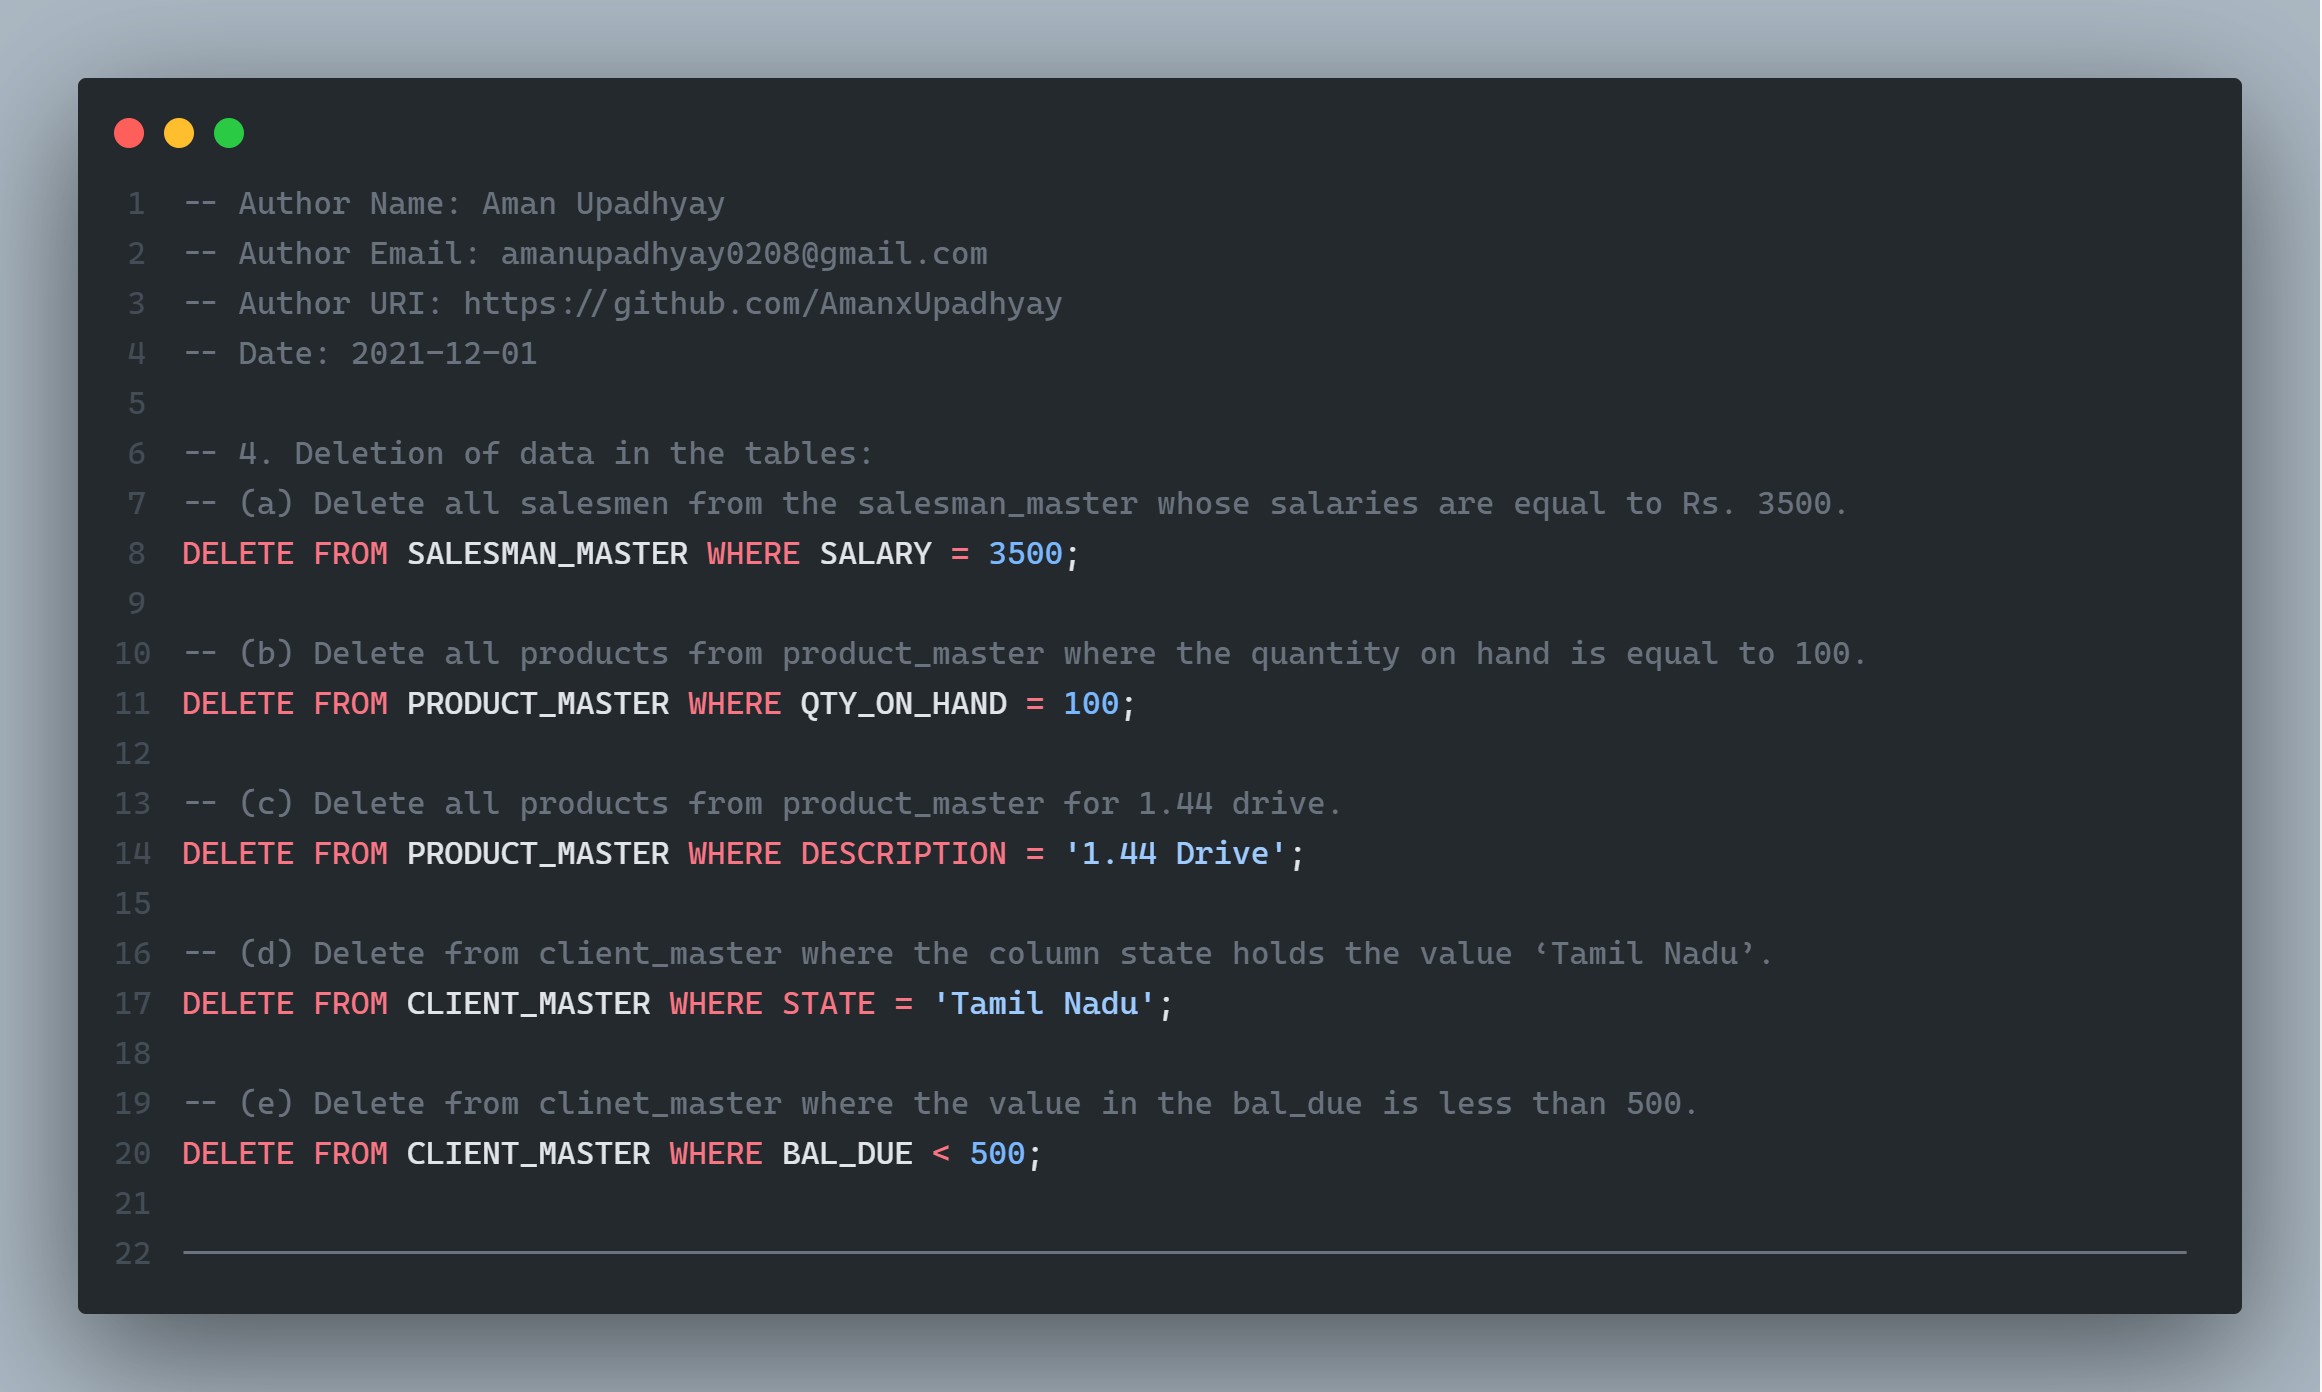 1 -- Author Name: Aman Upadhyay
2 -- Author Email: amanupadhyay0208@gmail.com
3 -- Author URI: https://github.com/AmanxUpadhyay
4 -- Date: 2021-12-01
5
6 -- 4. Deletion of data in the tables:
7 -- (a) Delete all salesmen from the salesman_master whose salaries are equal to Rs. 3500.
8 DELETE FROM SALESMAN_MASTER WHERE SALARY = 3500;
9
10 -- (b) Delete all products from product_master where the quantity on hand is equal to 100.
11 DELETE FROM PRODUCT_MASTER WHERE QTY_ON_HAND = 100;
12
13 -- (c) Delete all products from product_master for 1.44 drive.
14 DELETE FROM PRODUCT_MASTER WHERE DESCRIPTION = '1.44 Drive';
15
16 -- (d) Delete from client_master where the column state holds the value ‘Tamil Nadu’.
17 DELETE FROM CLIENT_MASTER WHERE STATE = 'Tamil Nadu';
18
19 -- (e) Delete from clinet_master where the value in the bal_due is less than 500.
20 DELETE FROM CLIENT_MASTER WHERE BAL_DUE < 500;
21
22 -----------------------------------------------------------------------------------------------------------